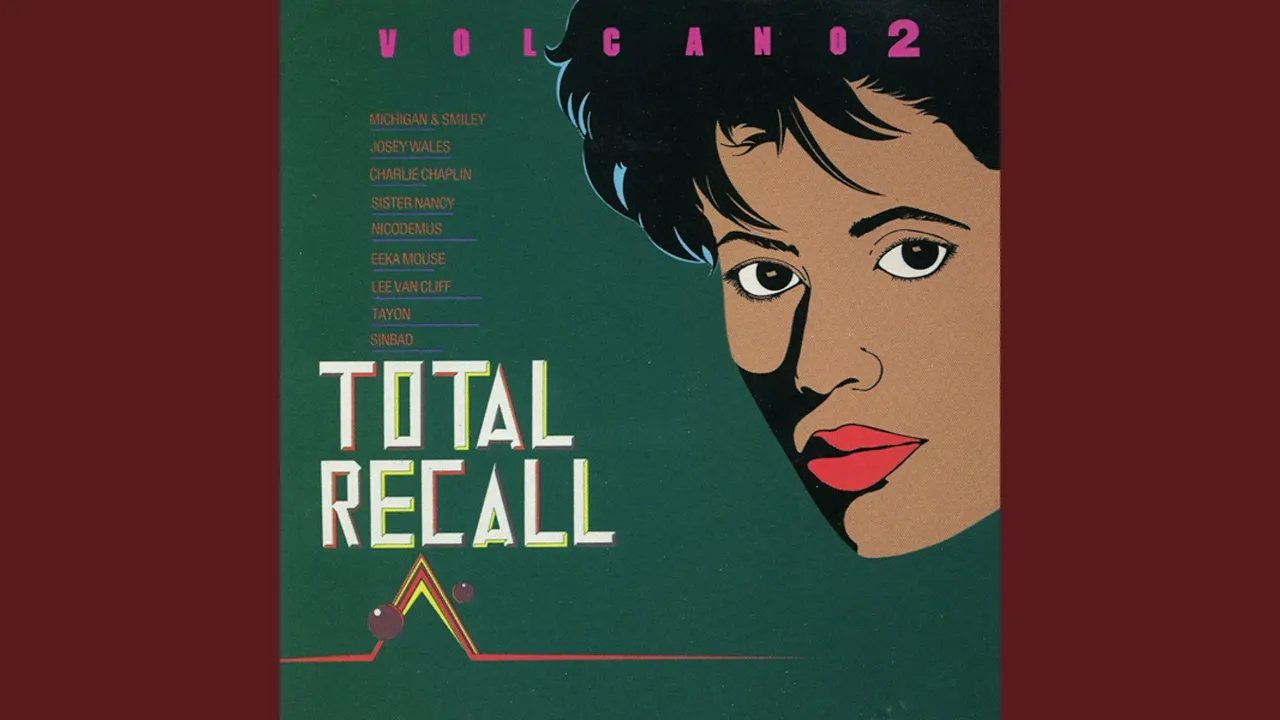 VOLCANO 2
MICHIGAN & SMILEY
JOSEY WALES
CHARLIE CHAPLIN
SISTER NANCY
NICODEMUS
EEKA MOUSE
LEE VAN CLIFF
TAYON
SINBAD
TOTAL
RECALL